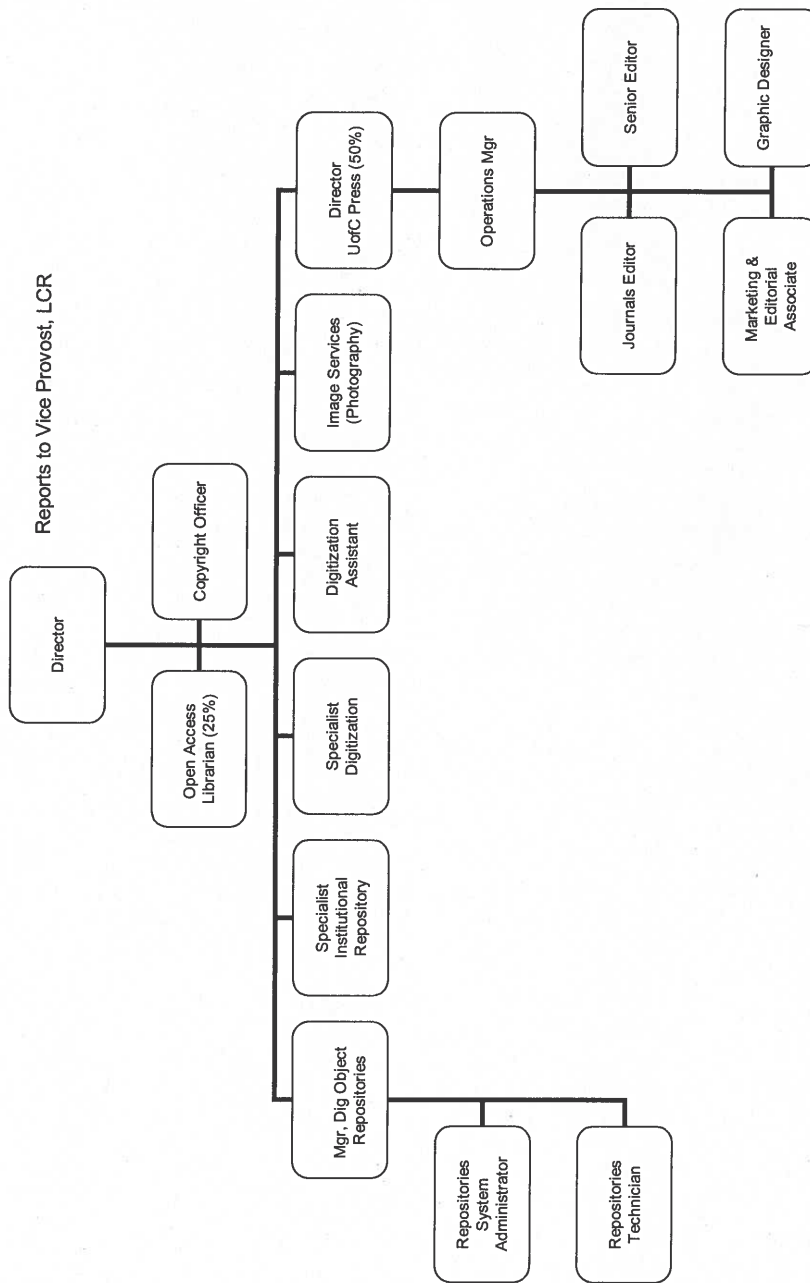 Reports to Vice Provost, LCR
Director
Open Access
Librarian (25%)
Copyright Officer
Mgr, Dig Object
Repositories
Specialist
Institutional
Repository
Specialist
Digitization
Digitization
Assistant
Image Services
(Photography)
Director
UofC Press (50%)
Repositories
System
Administrator
Repositories
Technician
Operations Mgr
Journals Editor
Senior Editor
Marketing &
Editorial
Associate
Graphic Designer